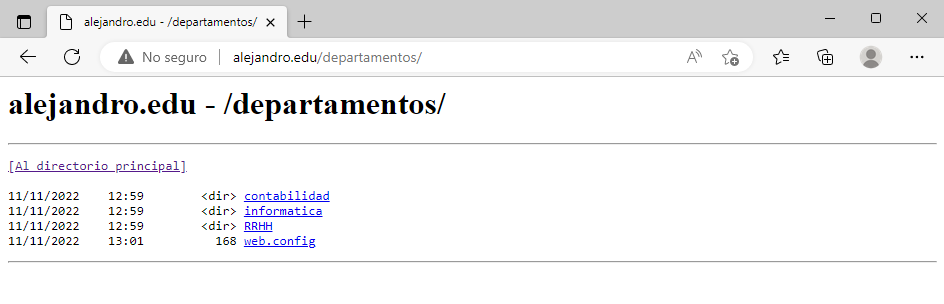 alejandro.edu - /departamentos/
No seguro alejandro.edu/departamentos/
alejandro.edu - /departamentos/
[Al directorio principal]
11/11/2022 12:59 <dir> contabilidad
11/11/2022 12:59 <dir> informatica
11/11/2022 12:59 <dir> RRHH
11/11/2022 13:01 168 web.config